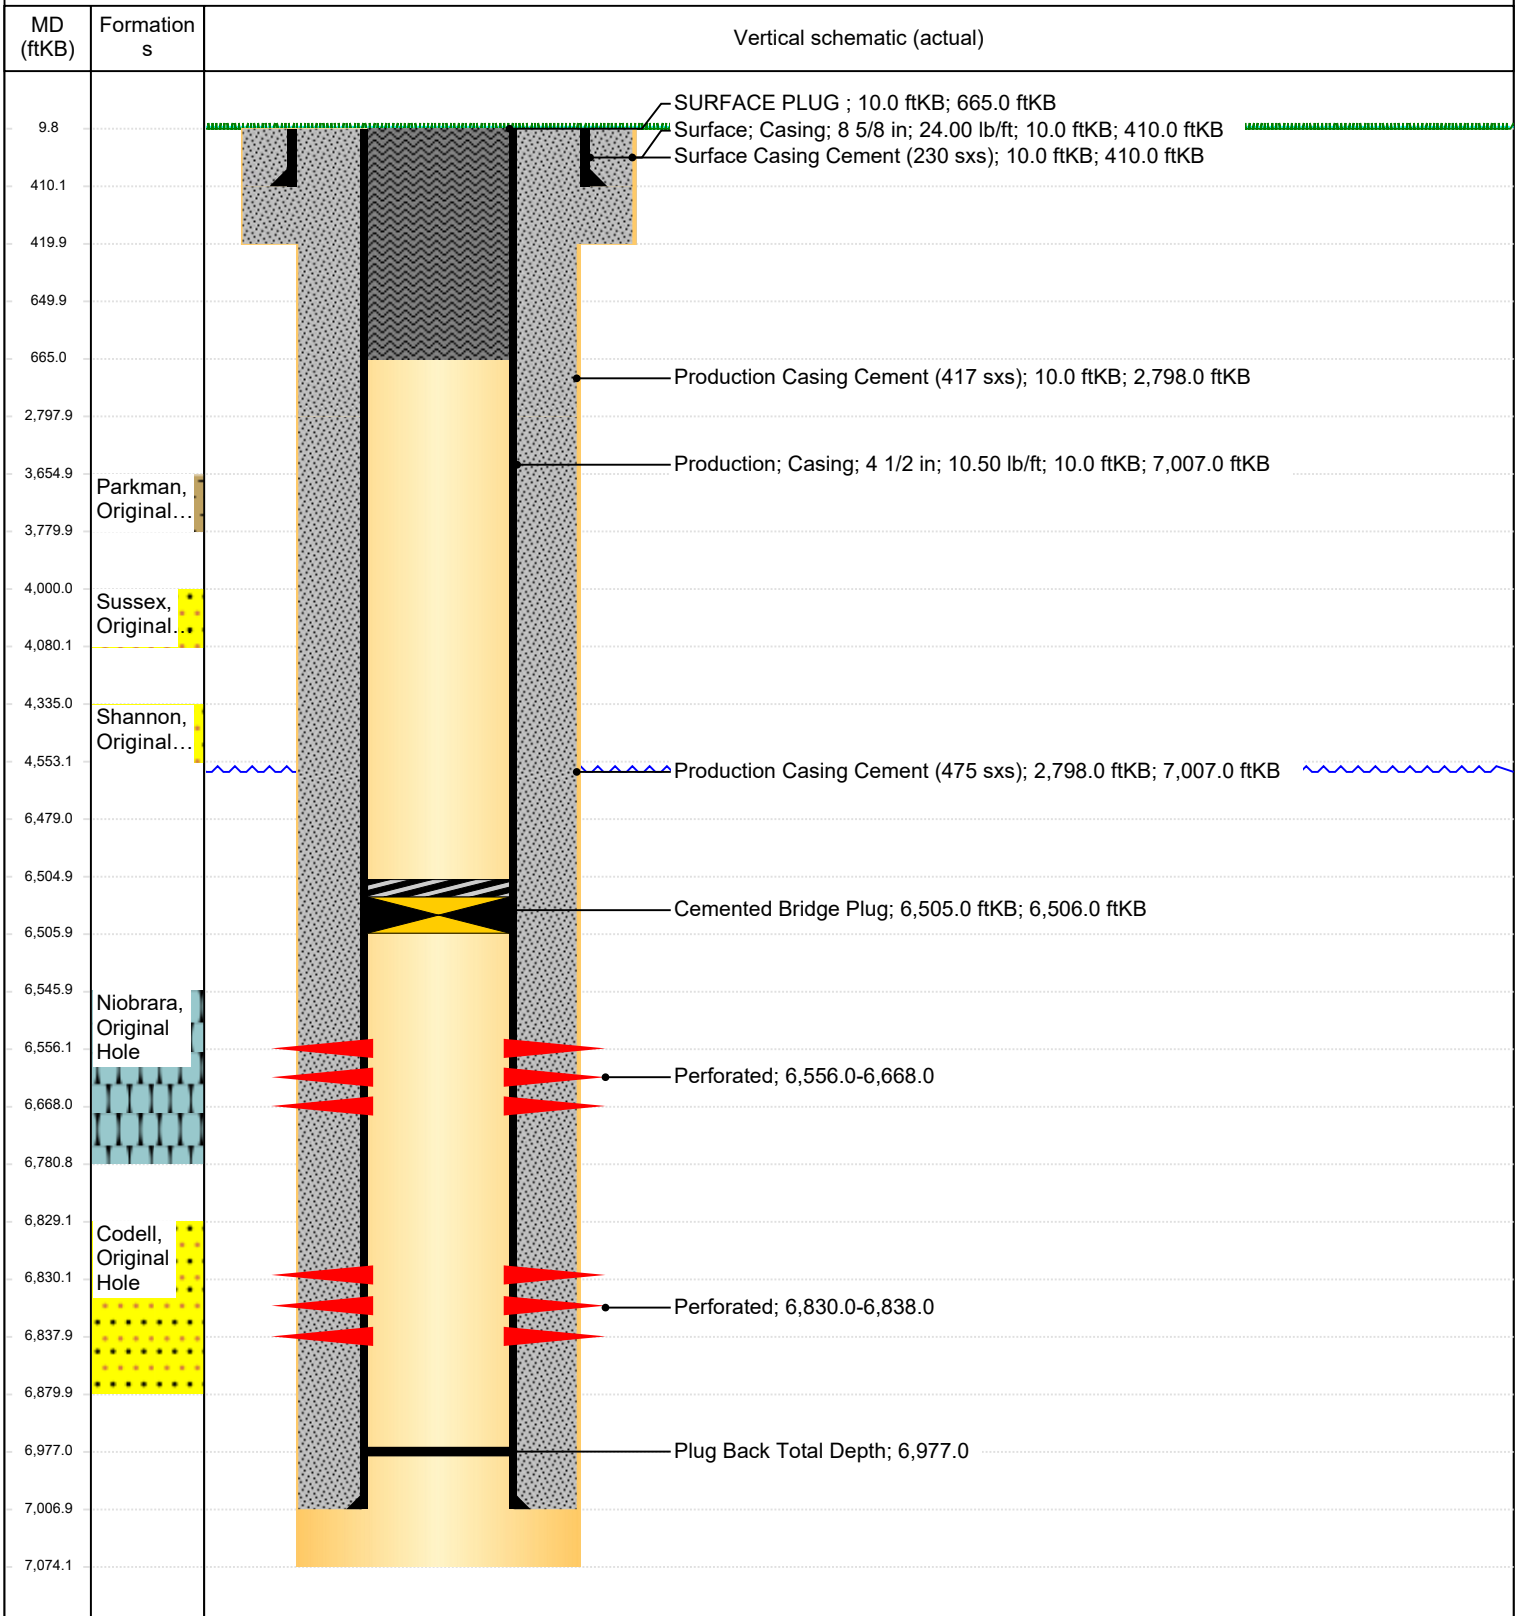 MD
(ftKB)
Formation
s
Vertical schematic (actual)
SURFACE PLUG ; 10.0 ftKB; 665.0 ftKB
9.8
Surface; Casing; 8 5/8 in; 24.00 lb/ft; 10.0 ftKB; 410.0 ftKB
Surface Casing Cement (230 sxs); 10.0 ftKB; 410.0 ftKB
410.1
419.9
649.9
665.0
Production Casing Cement (417 sxs); 10.0 ftKB; 2,798.0 ftKB
2,797.9
Production; Casing; 4 1/2 in; 10.50 lb/ft; 10.0 ftKB; 7,007.0 ftKB
3,654.9
Parkman,
Original...
3,779.9
4,000.0
Sussex,
Original...
4,080.1
4,335.0
Shannon,
Original...
4,553.1
Production Casing Cement (475 sxs); 2,798.0 ftKB; 7,007.0 ftKB
6,479.0
6,504.9
Cemented Bridge Plug; 6,505.0 ftKB; 6,506.0 ftKB
6,505.9
6,545.9
Niobrara,
Original
Hole
6,556.1
Perforated; 6,556.0-6,668.0
6,668.0
6,780.8
6,829.1
Codell,
Original
Hole
6,830.1
Perforated; 6,830.0-6,838.0
6,837.9
6,879.9
6,977.0
Plug Back Total Depth; 6,977.0
7,006.9
7,074.1